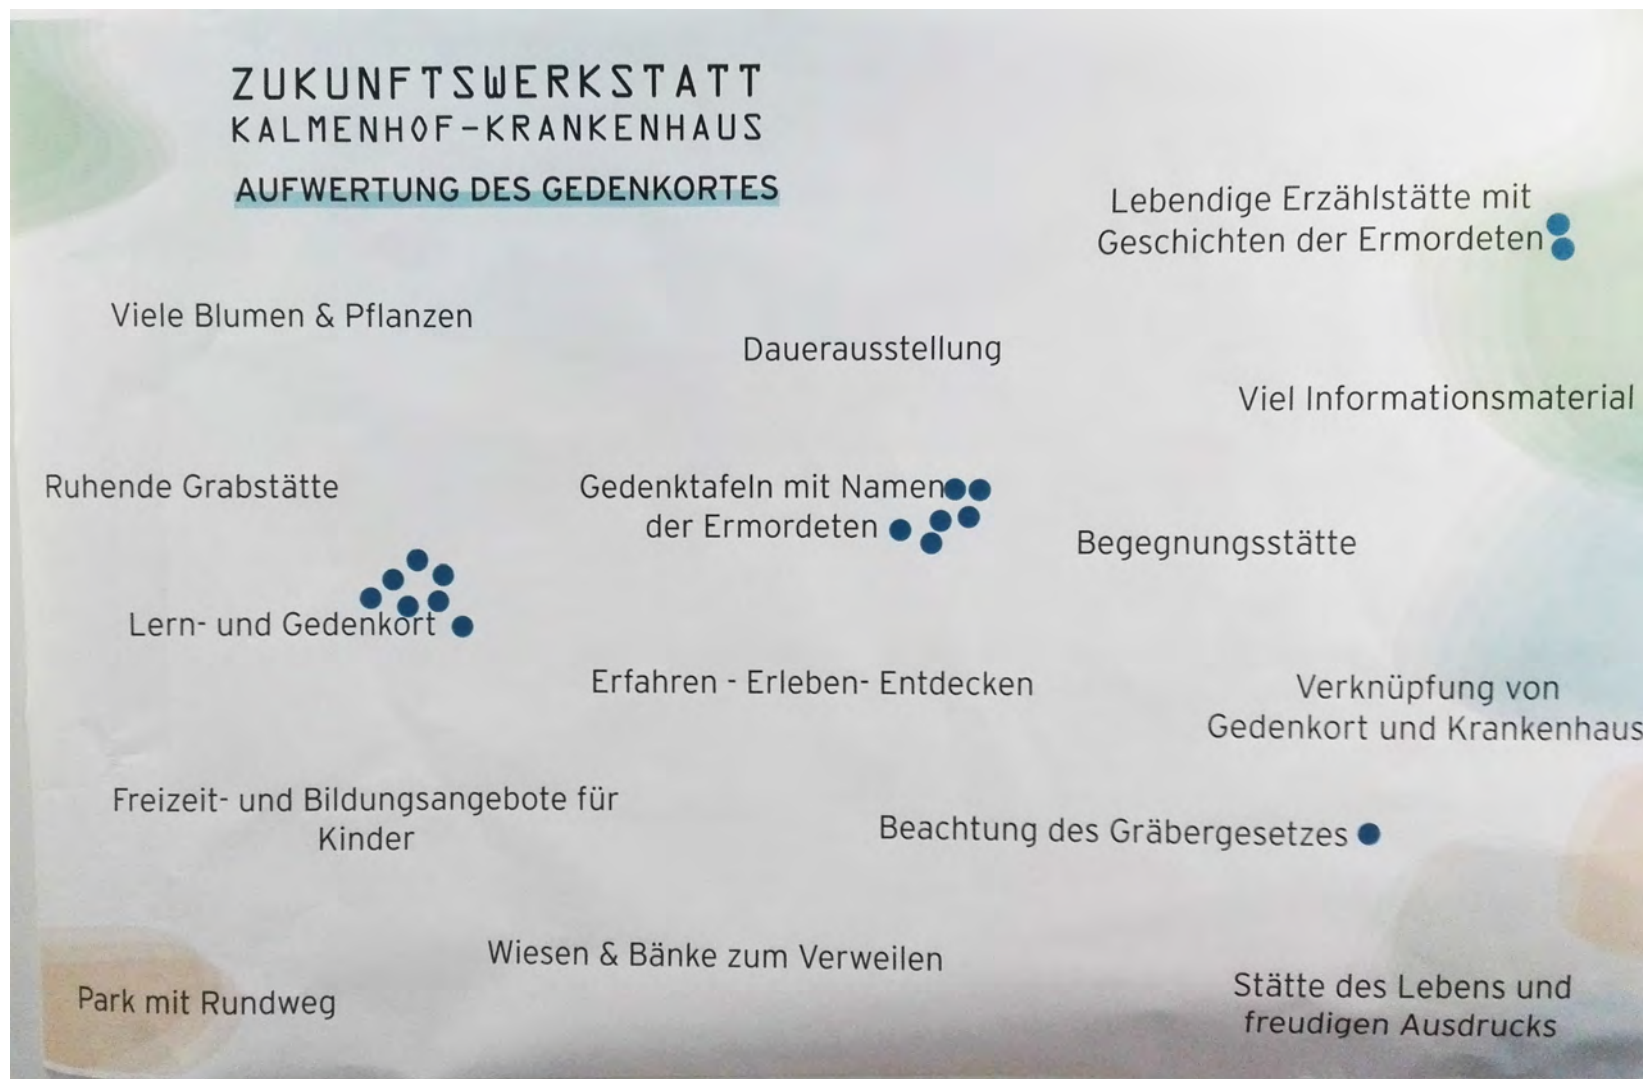 ZUKUNFTSWERKSTATT
KALMENHOF-KRANKENHAUS
AUFWERTUNG DES GEDENKORTES
Lebendige Erzählstätte mit
Geschichten der Ermordeten
Viele Blumen & Pflanzen
Dauerausstellung
Viel Informationsmaterial
Ruhende Grabstätte
Gedenktafeln mit Namen
der Ermordeten
Begegnungsstätte
Lern- und Gedenkort
Erfahren - Erleben- Entdecken
Verknüpfung von
Gedenkort und Krankenhaus
Freizeit- und Bildungsangebote für
Kinder
Beachtung des Gräbergesetzes
Wiesen & Bänke zum Verweilen
Park mit Rundweg
Stätte des Lebens und
freudigen Ausdrucks